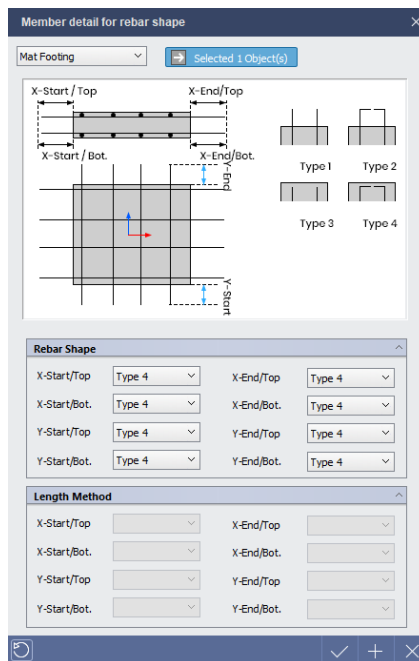 Member detail for rebar shape
Mat Footing
Selected 1 Object(s)
X-Start / Top X-End/Top
X-Start / Bot. X-End/Bot.
Y-End
Y-Start
Type 1 Type 2
Type 3 Type 4
Rebar Shape
X-Start/Top Type 4 X-End/Top Type 4
X-Start/Bot. Type 4 X-End/Bot. Type 4
Y-Start/Top Type 4 Y-End/Top Type 4
Y-Start/Bot. Type 4 Y-End/Bot. Type 4
Length Method
X-Start/Top X-End/Top
X-Start/Bot. X-End/Bot.
Y-Start/Top Y-End/Top
Y-Start/Bot. Y-End/Bot.